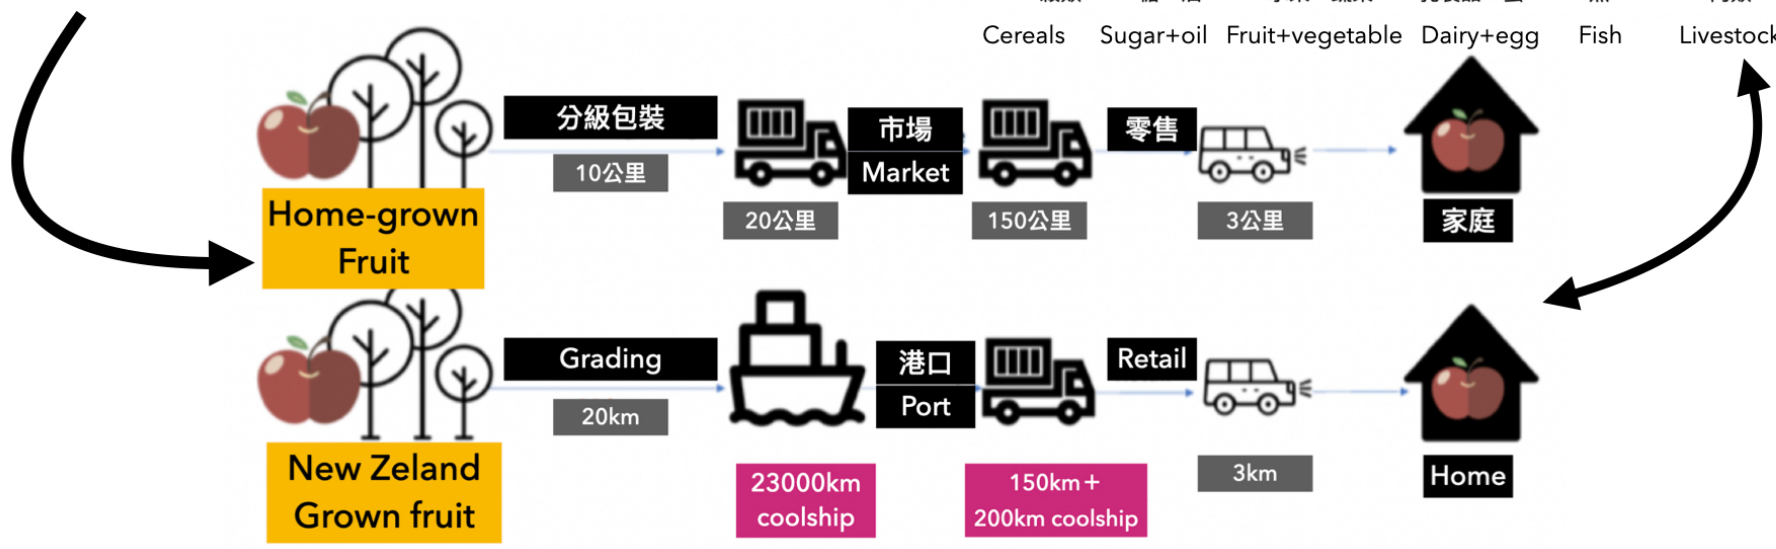 Cereals Sugar+oil Fruit+vegetable Dairy+egg Fish Livestock
分級包裝
10公里
市場
Market
零售
20公里
150公里
3公里
家庭
Home-grown
Fruit
Grading
20km
港口
Port
Retail
23000km
coolship
150km+
200km coolship
3km
Home
New Zeland
Grown fruit